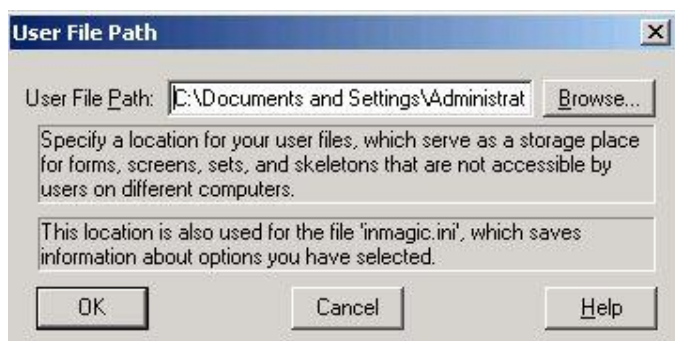 User File Path
User File Path: C:\Documents and Settings\Administrat Browse...
Specify a location for your user files, which serve as a storage place
for forms, screens, sets, and skeletons that are not accessible by
users on different computers.
This location is also used for the file 'inmagic.ini', which saves
information about options you have selected.
OK Cancel Help